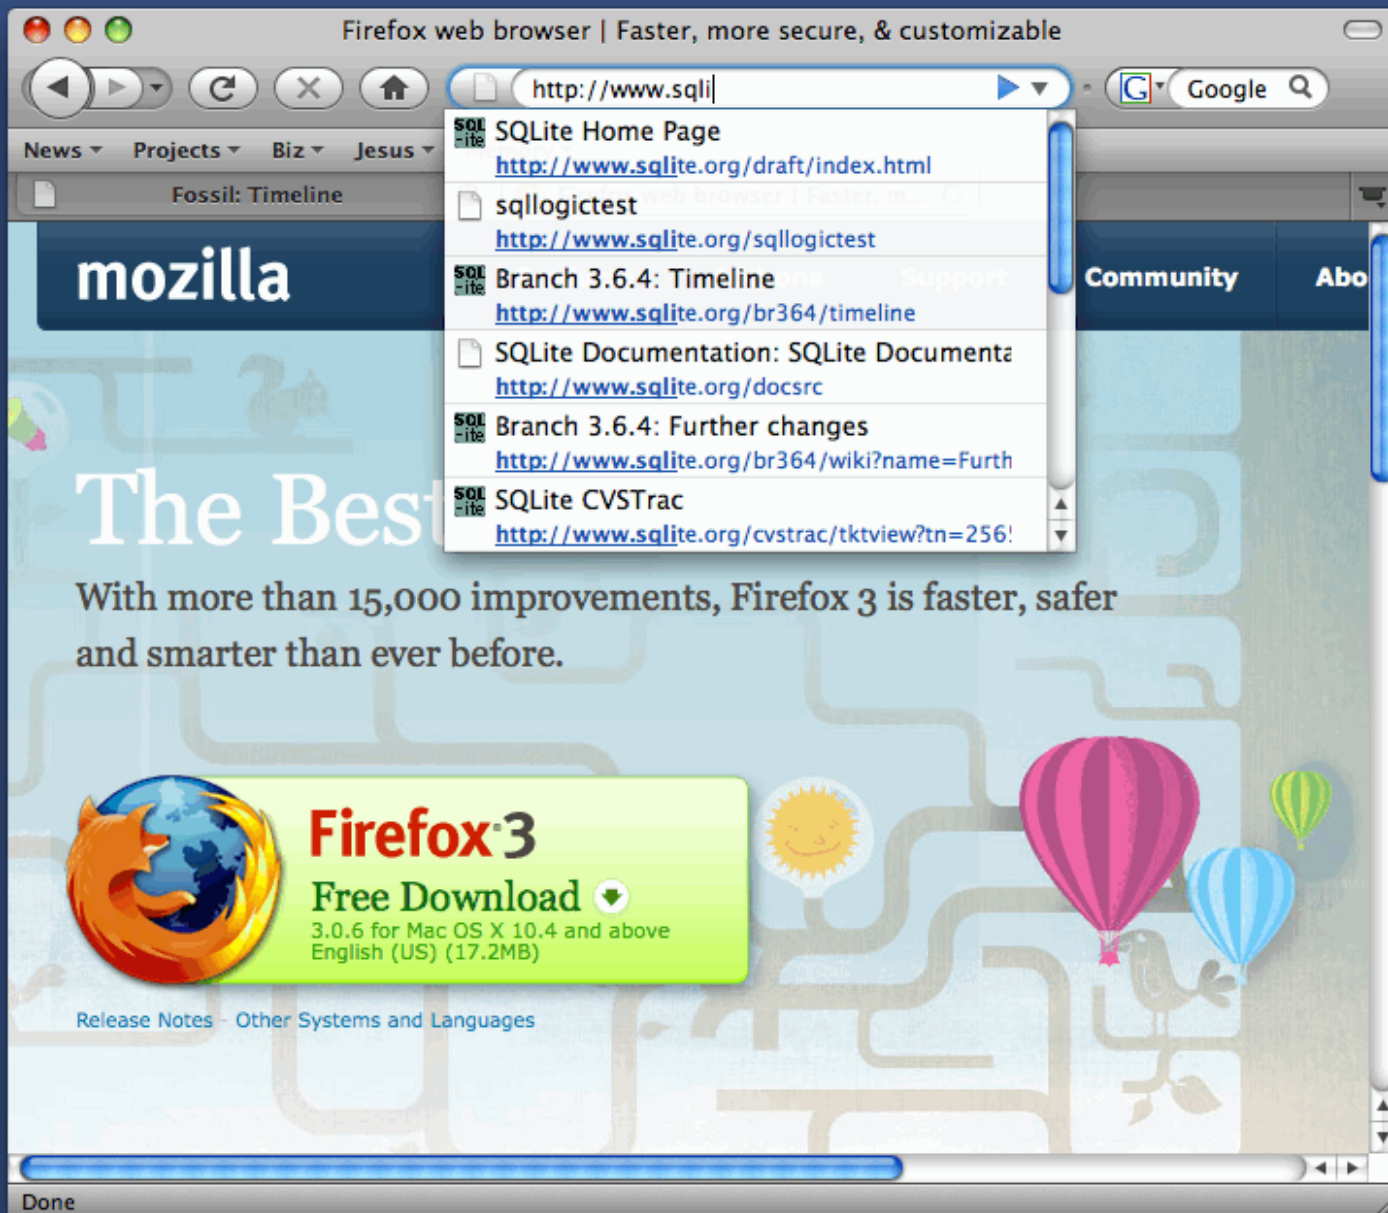 Firefox web browser | Faster, more secure, & customizable
http://www.sqli
G Google
News Projects Biz Jesus
SQLite Home Page
http://www.sqlite.org/draft/index.html
Fossil: Timeline
sqllogictest
http://www.sqlite.org/sqllogictest
Branch 3.6.4: Timeline
http://www.sqlite.org/br364/timeline
SQLite Documentation: SQLite Documenta
http://www.sqlite.org/docsrc
Branch 3.6.4: Further changes
http://www.sqlite.org/br364/wiki?name=Furth
SQLite CVSTrac
http://www.sqlite.org/cvstrac/tktview?tn=256
mozilla Support Community Abo
The Best
With more than 15,000 improvements, Firefox 3 is faster, safer
and smarter than ever before.
Firefox 3
Free Download
3.0.6 for Mac OS X 10.4 and above
English (US) (17.2MB)
Release Notes - Other Systems and Languages
Done